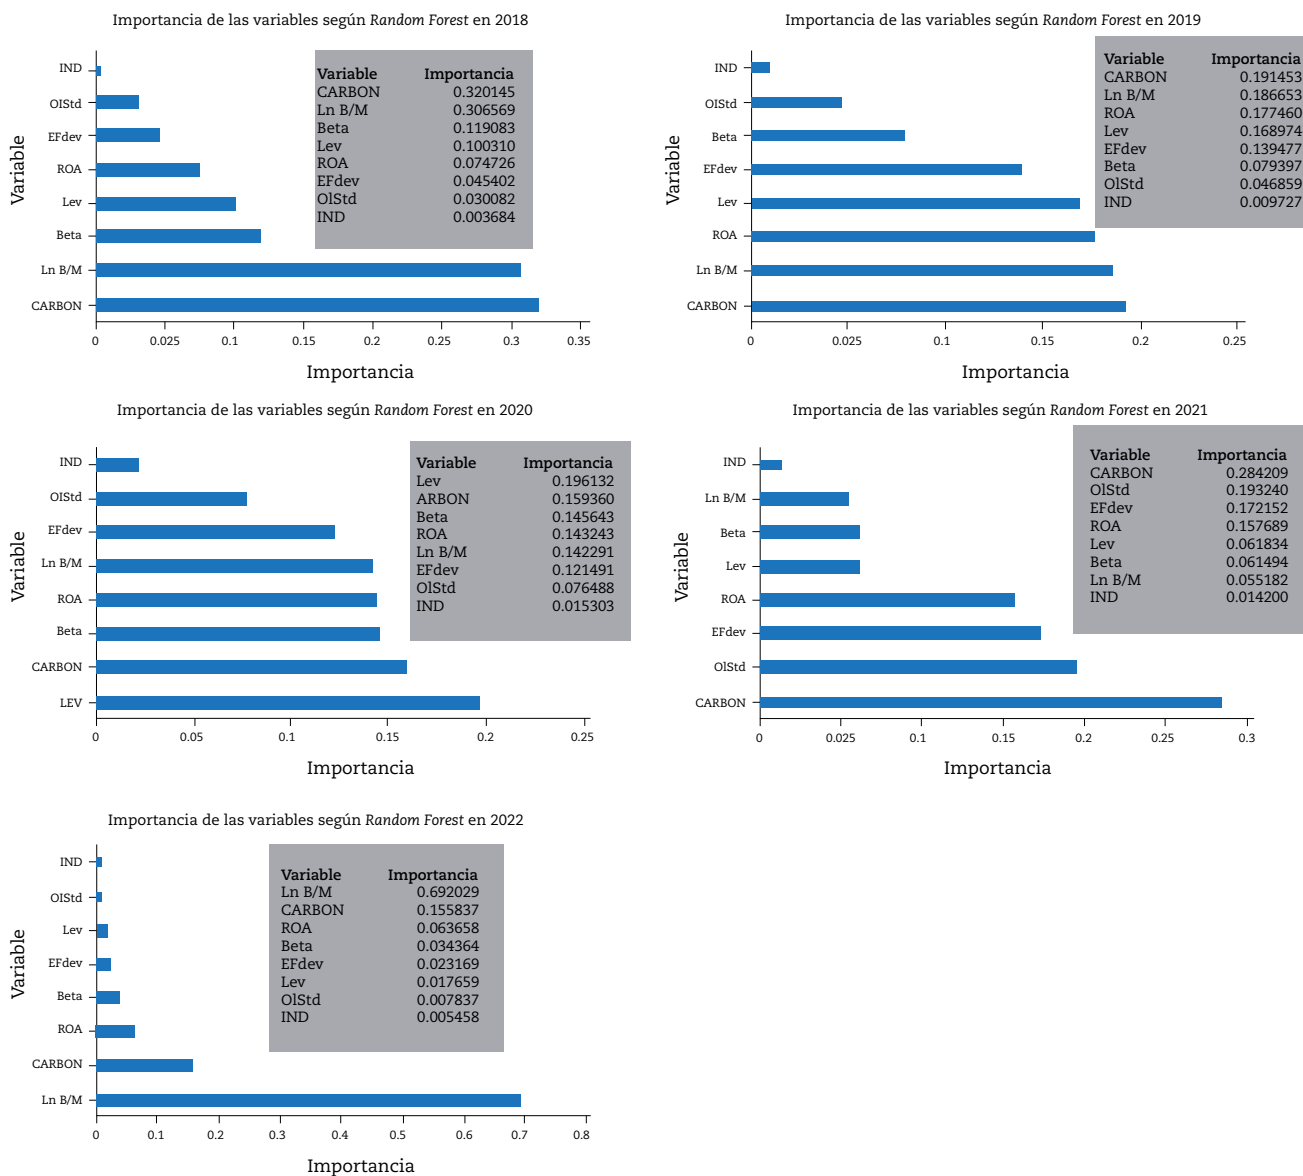 Importancia de las variables según Random Forest en 2018
Variable
IND
OIStd
EFdev
ROA
Lev
Beta
Ln B/M
CARBON
0 0.025 0.1 0.15 0.2 0.25 0.3 0.35
Importancia
Variable Importancia
CARBON 0.320145
Ln B/M 0.306569
Beta 0.119083
Lev 0.100310
ROA 0.074726
EFdev 0.045402
OlStd 0.030082
IND 0.003684
Importancia de las variables según Random Forest en 2019
Variable
IND
OIStd
Beta
EFdev
Lev
ROA
Ln B/M
CARBON
0 0.025 0.1 0.15 0.2 0.25
Importancia
Variable Importancia
CARBON 0.191453
Ln B/M 0.186653
ROA 0.177460
Lev 0.168974
EFdev 0.139477
Beta 0.079397
OlStd 0.046859
IND 0.009727
Importancia de las variables según Random Forest en 2020
Variable
IND
OIStd
EFdev
Ln B/M
ROA
Beta
CARBON
LEV
0 0.05 0.1 0.15 0.2 0.25
Importancia
Variable Importancia
Lev 0.196132
ARBON 0.159360
Beta 0.145643
ROA 0.143243
Ln B/M 0.142291
EFdev 0.121491
OlStd 0.076488
IND 0.015303
Importancia de las variables según Random Forest en 2021
Variable
IND
Ln B/M
Beta
Lev
ROA
EFdev
OlStd
CARBON
0 0.025 0.1 0.15 0.2 0.25 0.3
Importancia
Variable Importancia
CARBON 0.284209
OlStd 0.193240
EFdev 0.172152
ROA 0.157689
Lev 0.061834
Beta 0.061494
Ln B/M 0.055182
IND 0.014200
Importancia de las variables según Random Forest en 2022
Variable
IND
OIStd
Lev
EFdev
Beta
ROA
CARBON
Ln B/M
0 0.1 0.2 0.3 0.4 0.5 0.6 0.7 0.8
Importancia
Variable Importancia
Ln B/M 0.692029
CARBON 0.155837
ROA 0.063658
Beta 0.034364
EFdev 0.023169
Lev 0.017659
OlStd 0.007837
IND 0.005458